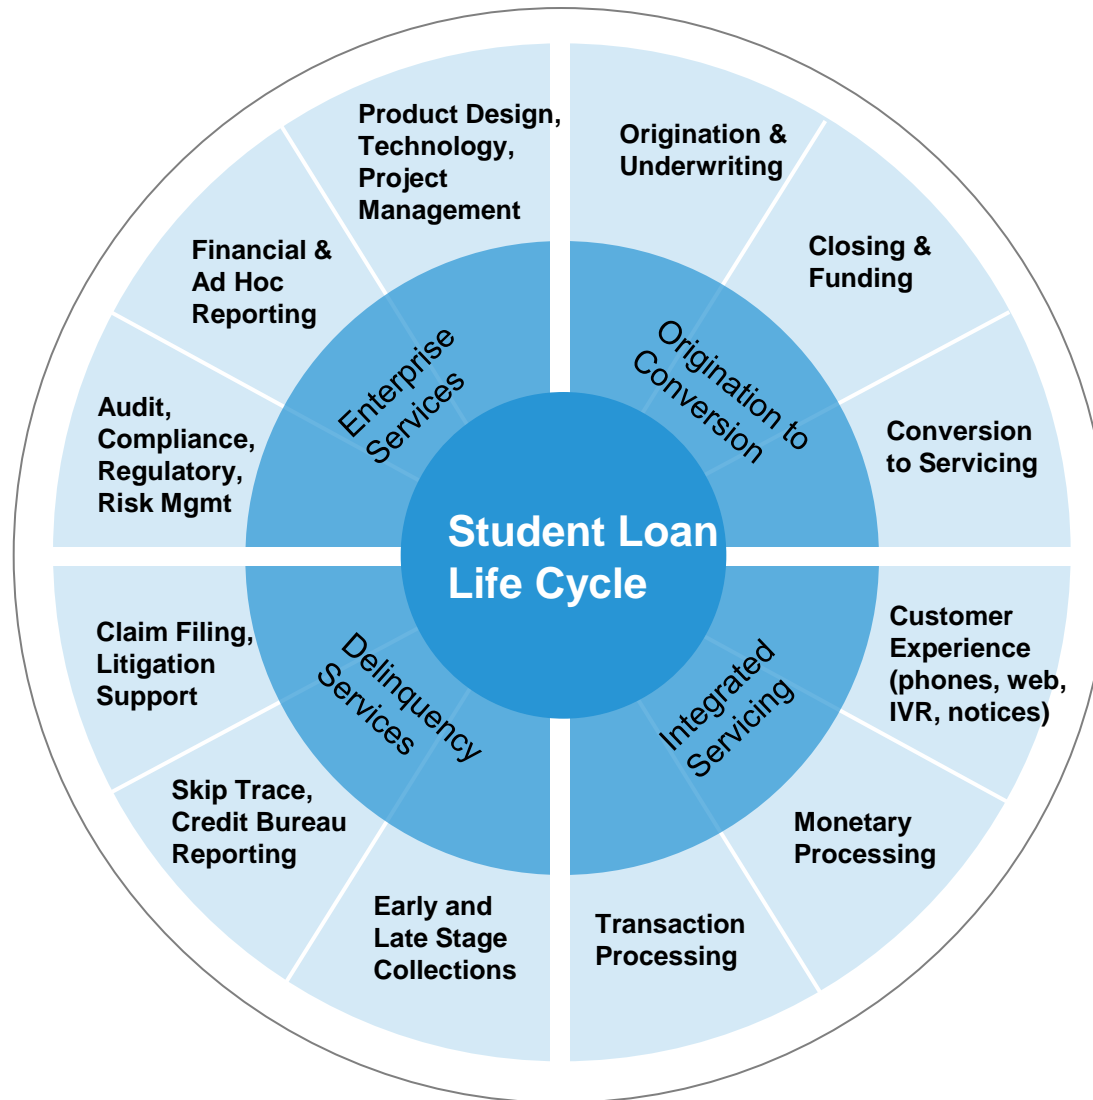 Product Design,
Technology,
Project
Management
Origination &
Underwriting
Financial &
Ad Hoc
Reporting
Closing &
Funding
Enterprise
Services
Origination to
Conversion
Audit,
Compliance,
Regulatory,
Risk Mgmt
Conversion
to Servicing
Student Loan
Life Cycle
Claim Filing,
Litigation
Support
Delinquency
Services
Integrated
Servicing
Customer
Experience
(phones, web,
IVR, notices)
Skip Trace,
Credit Bureau
Reporting
Monetary
Processing
Early and
Late Stage
Collections
Transaction
Processing